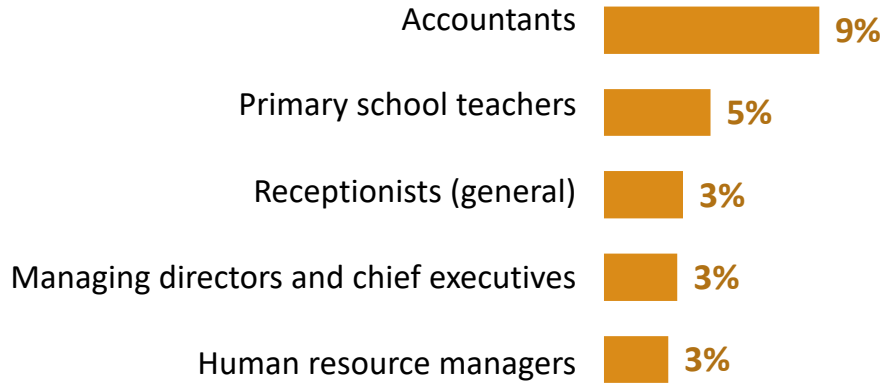 Accountants 9%
Primary school teachers 5%
Receptionists (general) 3%
Managing directors and chief executives 3%
Human resource managers 3%